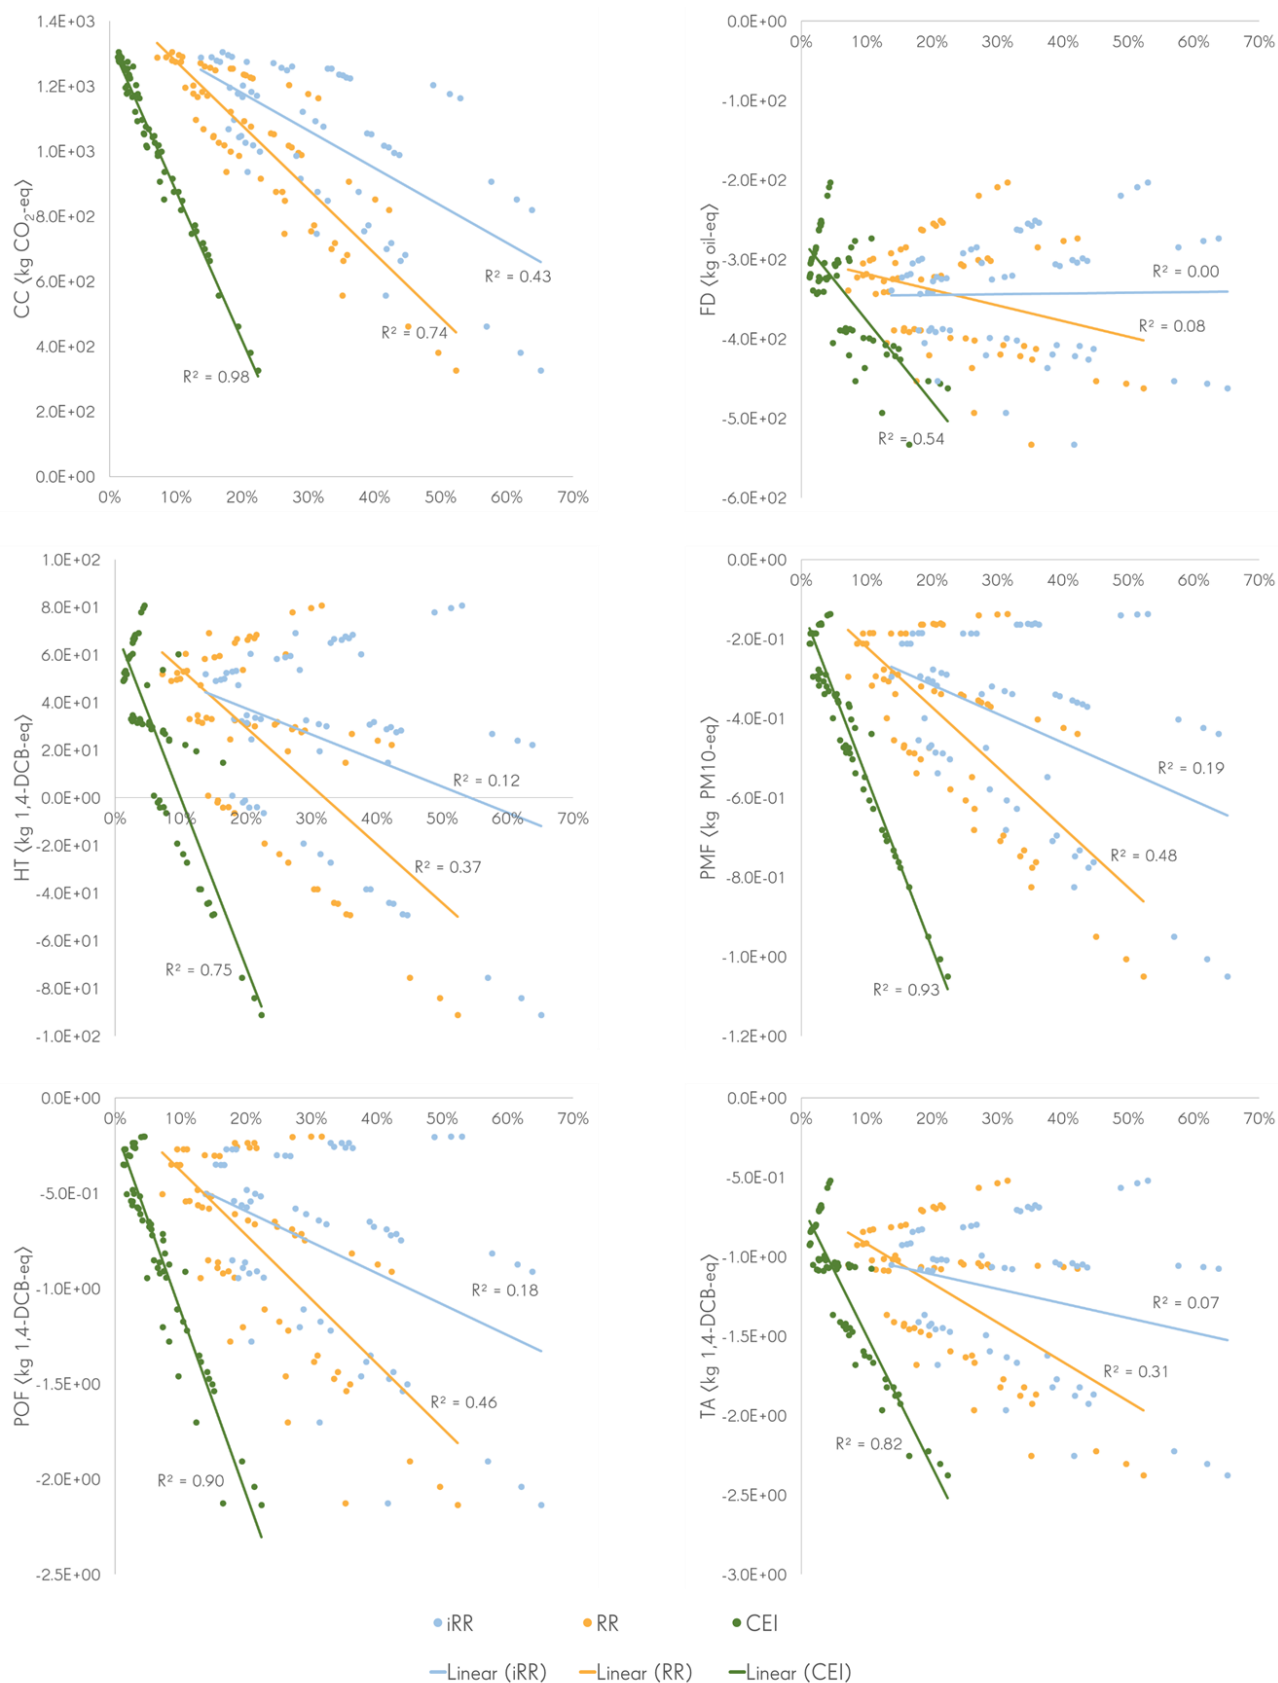 1.4E+03
1.2E+03
1.0E+03
8.0E+02
6.0E+02
4.0E+02
2.0E+02
0.0E+00
CC (kg CO₂-eq)
0% 10% 20% 30% 40% 50% 60% 70%
R² = 0.43
R² = 0.74
R² = 0.98
0.0E+00
-1.0E+02
-2.0E+02
-3.0E+02
-4.0E+02
-5.0E+02
-6.0E+02
FD (kg oil-eq)
0% 10% 20% 30% 40% 50% 60% 70%
R² = 0.00
R² = 0.08
R² = 0.54
1.0E+02
8.0E+01
6.0E+01
4.0E+01
2.0E+01
0.0E+00
-2.0E+01
-4.0E+01
-6.0E+01
-8.0E+01
-1.0E+02
HT (kg 1,4-DCB-eq)
0% 10% 20% 30% 40% 50% 60% 70%
R² = 0.12
R² = 0.37
R² = 0.75
0.0E+00
-2.0E-01
-4.0E-01
-6.0E-01
-8.0E-01
-1.0E+00
-1.2E+00
PMF (kg PM10-eq)
0% 10% 20% 30% 40% 50% 60% 70%
R² = 0.19
R² = 0.48
R² = 0.93
0.0E+00
-5.0E-01
-1.0E+00
-1.5E+00
-2.0E+00
-2.5E+00
POF (kg 1,4-DCB-eq)
0% 10% 20% 30% 40% 50% 60% 70%
R² = 0.18
R² = 0.46
R² = 0.90
0.0E+00
-5.0E-01
-1.0E+00
-1.5E+00
-2.0E+00
-2.5E+00
-3.0E+00
TA (kg 1,4-DCB-eq)
0% 10% 20% 30% 40% 50% 60% 70%
R² = 0.07
R² = 0.31
R² = 0.82
iRR RR CEI
Linear (iRR) Linear (RR) Linear (CEI)